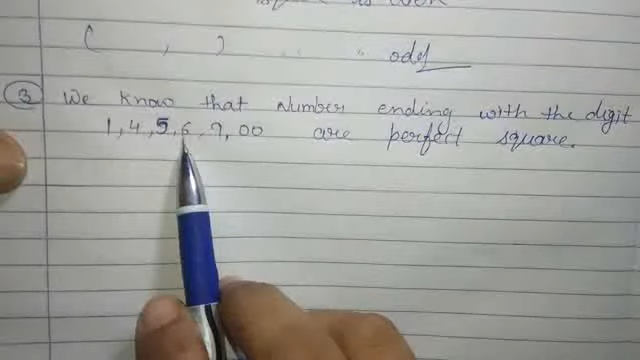 ( , ) " " odd
③ We know that Number ending with the digit
1, 4, 5, 6, 9, 00 are perfect square.